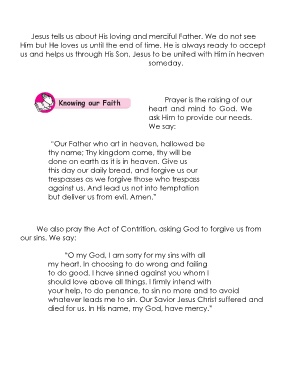 Jesus tells us about His loving and merciful Father. We do not see
Him but He loves us until the end of time. He is always ready to accept
us and helps us through His Son, Jesus to be united with Him in heaven
someday.
Knowing our Faith
Prayer is the raising of our
heart and mind to God. We
ask Him to provide our needs.
We say:
"Our Father who art in heaven, hallowed be
thy name; Thy kingdom come, thy will be
done on earth as it is in heaven. Give us
this day our daily bread, and forgive us our
trespasses as we forgive those who trespass
against us. And lead us not into temptation
but deliver us from evil. Amen."
We also pray the Act of Contrition, asking God to forgive us from
our sins. We say:
"O my God, I am sorry for my sins with all
my heart. In choosing to do wrong and failing
to do good, I have sinned against you whom I
should love above all things. I firmly intend with
your help, to do penance, to sin no more and to avoid
whatever leads me to sin. Our Savior Jesus Christ suffered and
died for us. In His name, my God, have mercy."